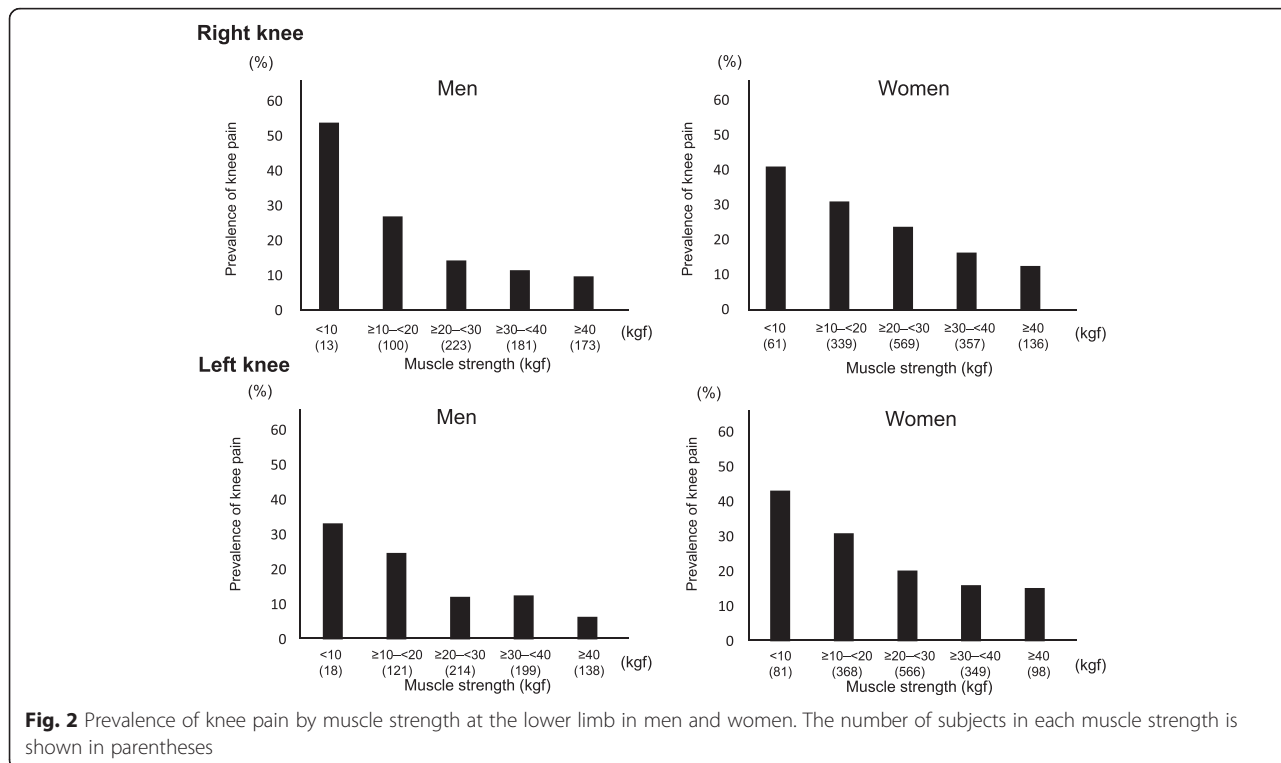 Right knee
(%)
Men
Prevalence of knee pain
60
50
40
30
20
10
0
<10 ≥10–<20 ≥20–<30 ≥30–<40 ≥40 (kgf)
(13) (100) (223) (181) (173)
Muscle strength (kgf)
(%)
Women
Prevalence of knee pain
60
50
40
30
20
10
0
<10 ≥10–<20 ≥20–<30 ≥30–<40 ≥40 (kgf)
(61) (339) (569) (357) (136)
Muscle strength (kgf)
Left knee
(%)
Men
Prevalence of knee pain
60
50
40
30
20
10
0
<10 ≥10–<20 ≥20–<30 ≥30–<40 ≥40 (kgf)
(18) (121) (214) (199) (138)
Muscle strength (kgf)
(%)
Women
Prevalence of knee pain
60
50
40
30
20
10
0
<10 ≥10–<20 ≥20–<30 ≥30–<40 ≥40 (kgf)
(81) (368) (566) (349) (98)
Muscle strength (kgf)
Fig. 2 Prevalence of knee pain by muscle strength at the lower limb in men and women. The number of subjects in each muscle strength is
shown in parentheses